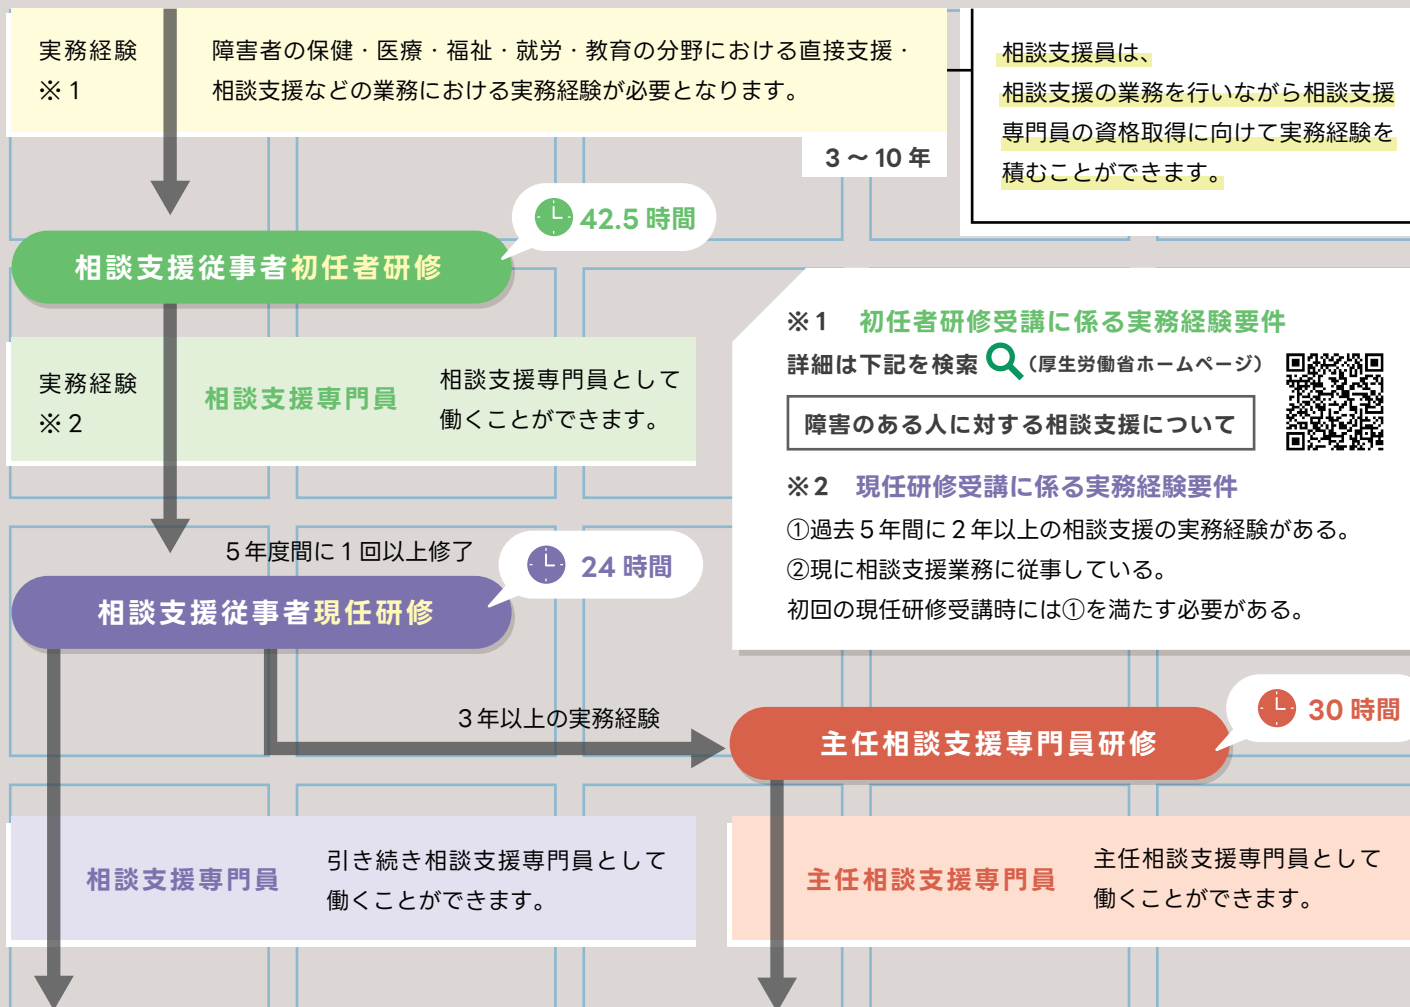 実務経験
※1
障害者の保健・医療・福祉・就労・教育の分野における直接支援・
相談支援などの業務における実務経験が必要となります。
3～10年
相談支援員は、
相談支援の業務を行いながら相談支援
専門員の資格取得に向けて実務経験を
積むことができます。
42.5時間
相談支援従事者初任者研修
実務経験
※2
相談支援専門員
相談支援専門員として
働くことができます。
※1 初任者研修受講に係る実務経験要件
詳細は下記を検索 (厚生労働省ホームページ)
障害のある人に対する相談支援について
※2 現任研修受講に係る実務経験要件
①過去5年間に2年以上の相談支援の実務経験がある。
②現に相談支援業務に従事している。
初回の現任研修受講時には①を満たす必要がある。
5年度間に1回以上修了
24時間
相談支援従事者現任研修
3年以上の実務経験
30時間
主任相談支援専門員研修
相談支援専門員
引き続き相談支援専門員として
働くことができます。
主任相談支援専門員
主任相談支援専門員として
働くことができます。